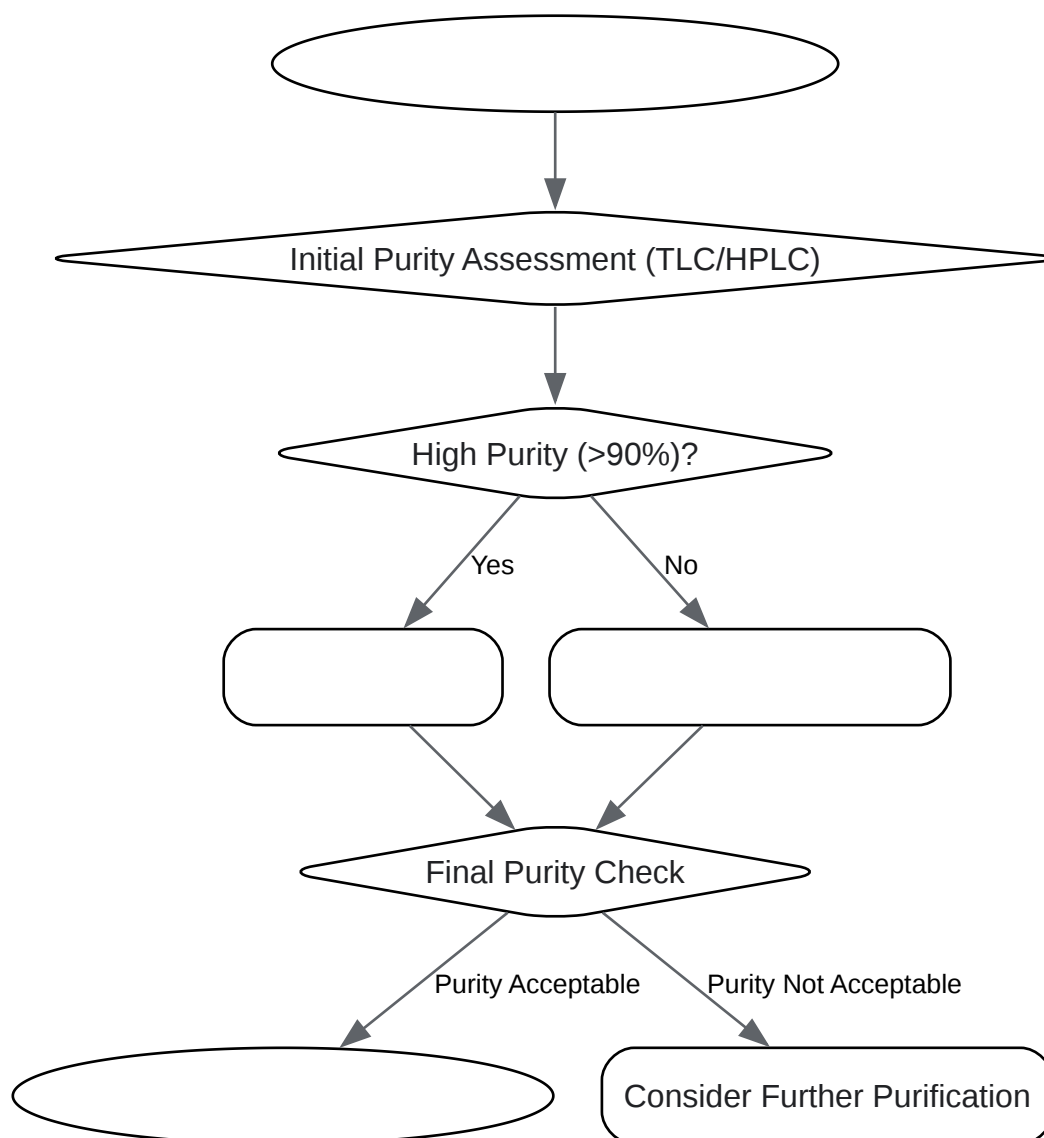 Initial Purity Assessment (TLC/HPLC)
High Purity (>90%)?
Yes
No
Final Purity Check
Purity Acceptable
Purity Not Acceptable
Consider Further Purification